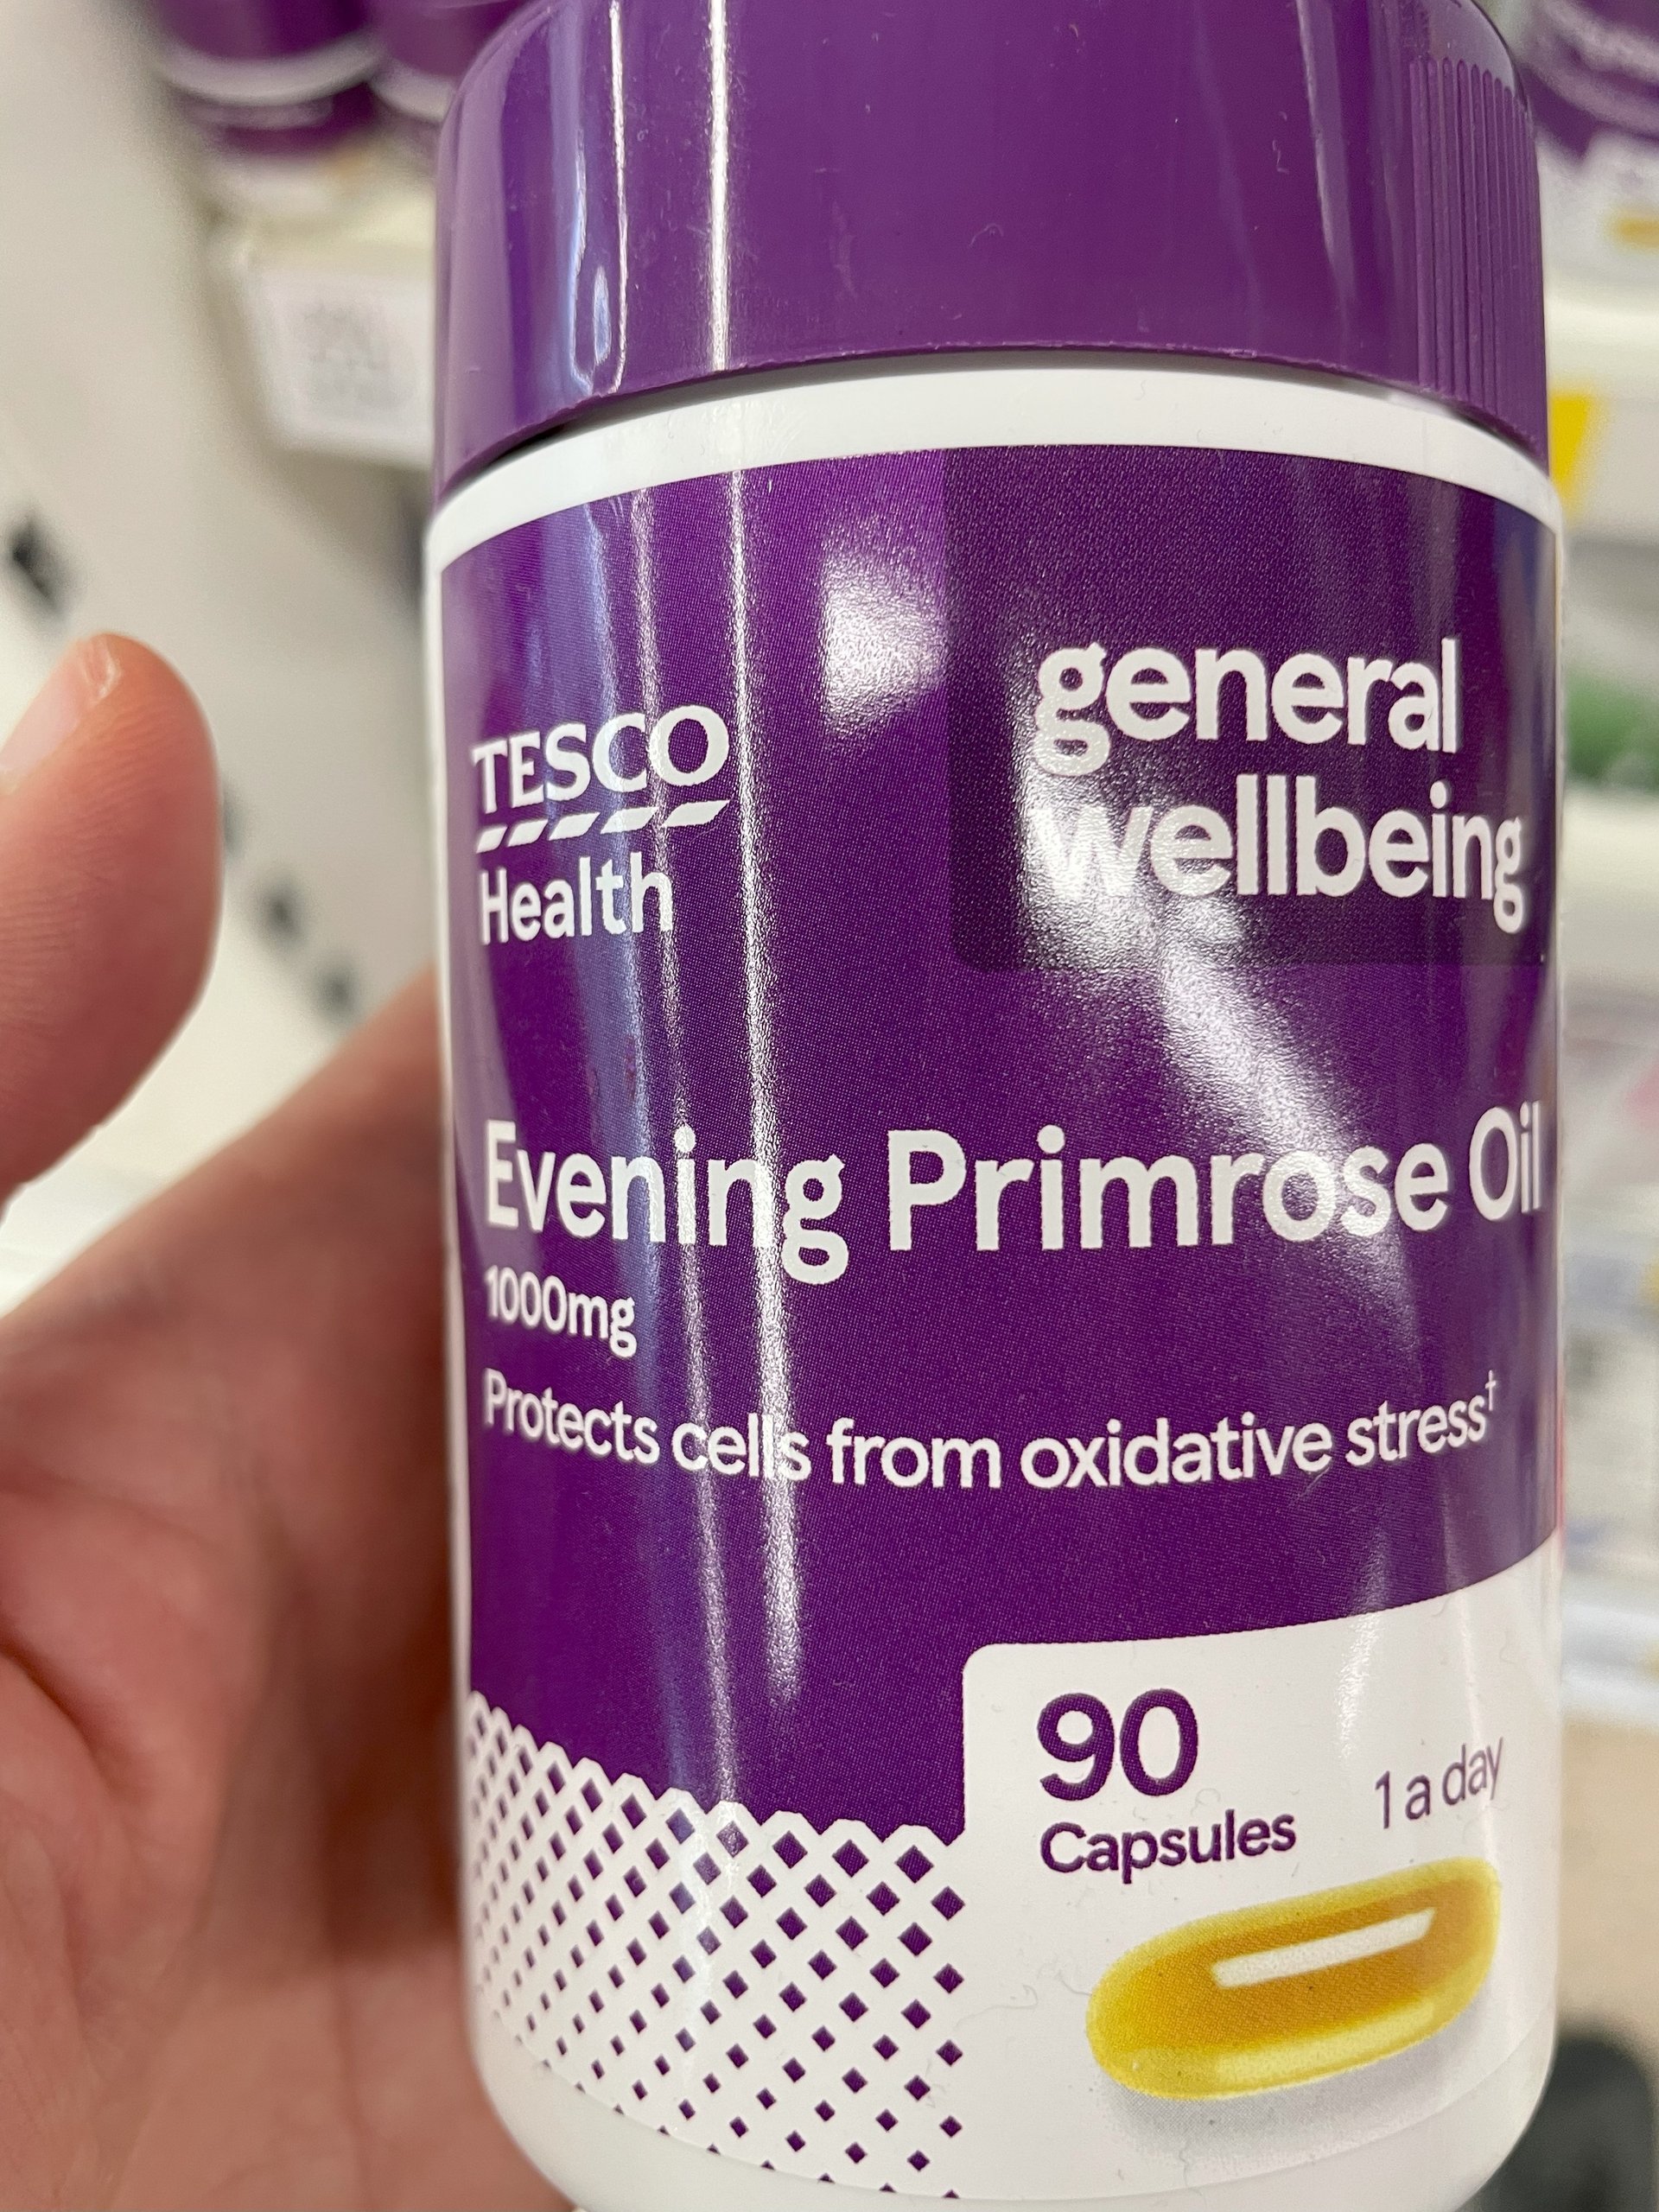 TESCO
Health
general
wellbeing
Evening Primrose Oil
1000mg
Protects cells from oxidative stress†
90
Capsules
1 a day